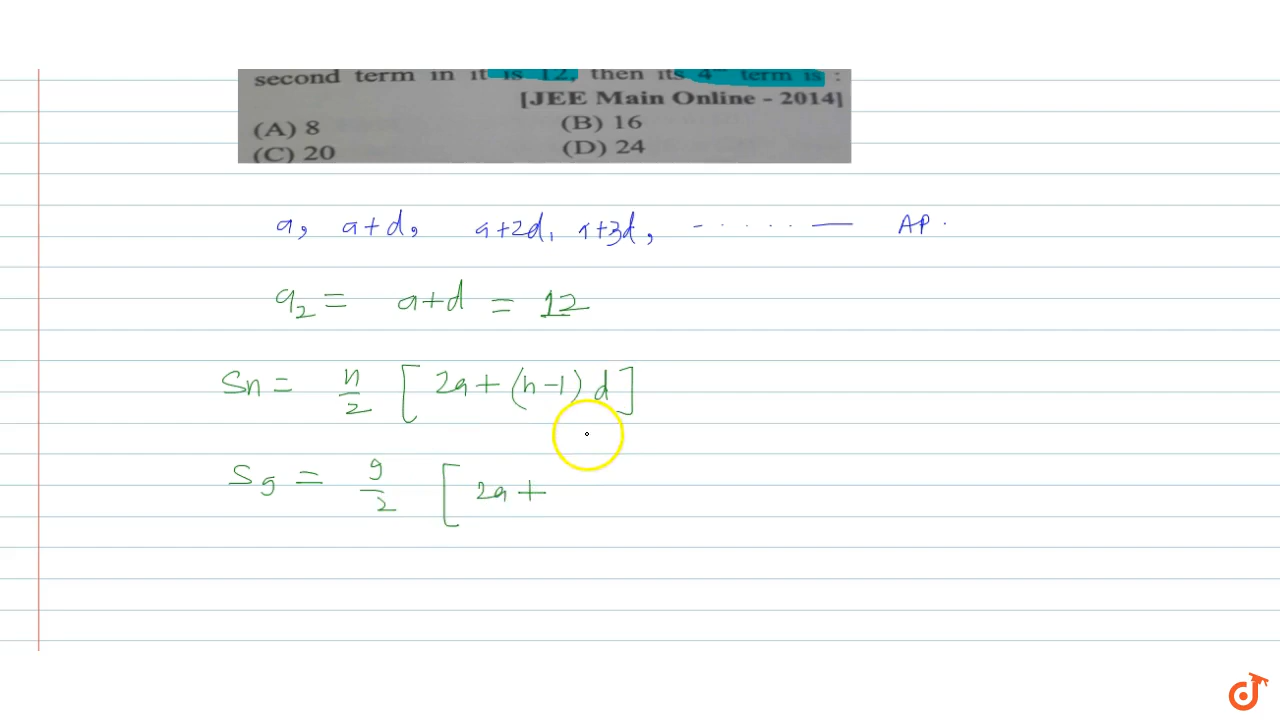 second term in it is 12, then its 4th term is :
[JEE Main Online - 2014]
(A) 8 (B) 16
(C) 20 (D) 24
a, a+d, a+2d, a+3d, - ..... — AP.
a2 = a+d = 12
Sn = n/2 [2a + (n-1) d]
S9 = 9/2 [2a +